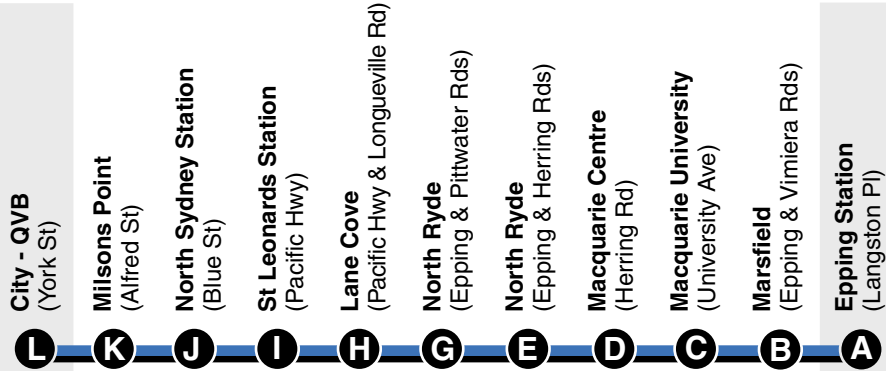 City - QVB
(York St)
Milsons Point
(Alfred St)
North Sydney Station
(Blue St)
St Leonards Station
(Pacific Hwy)
Lane Cove
(Pacific Hwy & Longueville Rd)
North Ryde
(Epping & Pittwater Rds)
North Ryde
(Epping & Herring Rds)
Macquarie Centre
(Herring Rd)
Macquarie University
(University Ave)
Marsfield
(Epping & Vimiera Rds)
Epping Station
(Langston Pl)
L K J I H G E D C B A